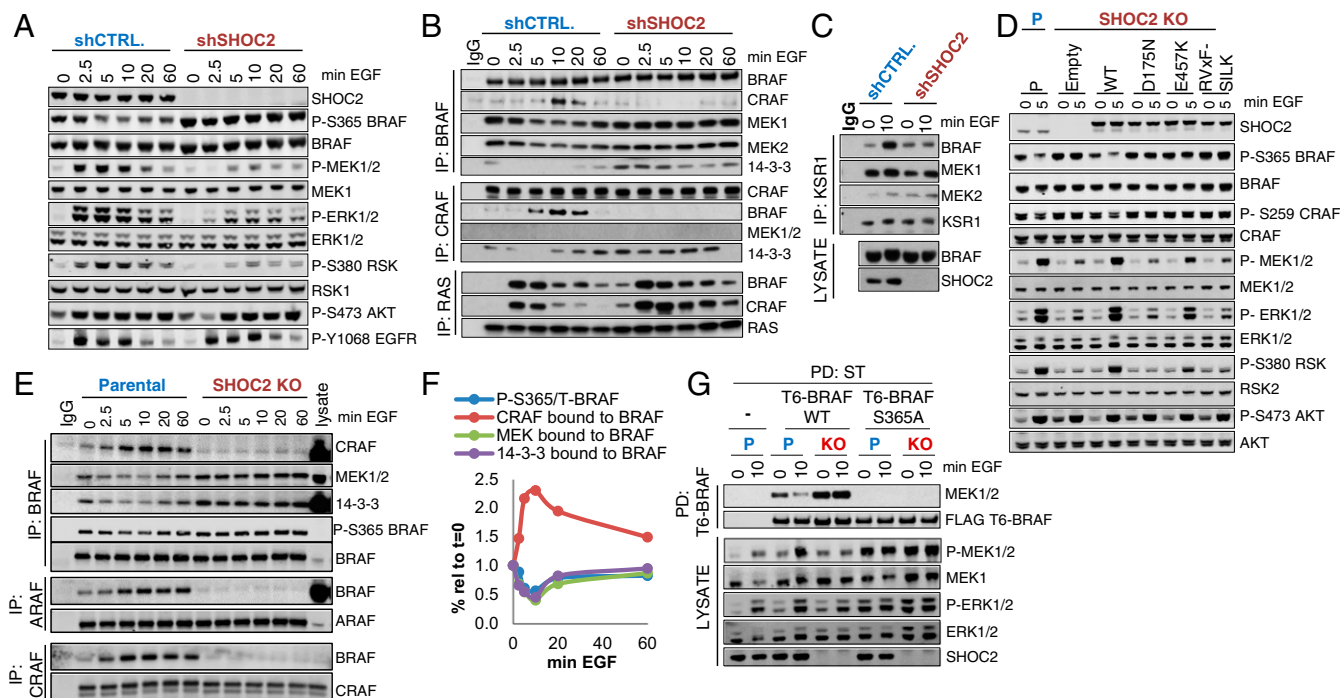 A
shCTRL. shSHOC2
0 2.5 5 10 20 60 0 2.5 5 10 20 60 min EGF
SHOC2
P-S365 BRAF
BRAF
P-MEK1/2
MEK1
P-ERK1/2
ERK1/2
P-S380 RSK
RSK1
P-S473 AKT
P-Y1068 EGFR
B
shCTRL. shSHOC2
IgG 0 2.5 5 10 20 60 0 2.5 5 10 20 60 min EGF
IP: BRAF
BRAF
CRAF
MEK1
MEK2
14-3-3
IP: CRAF
CRAF
BRAF
MEK1/2
14-3-3
IP: RAS
BRAF
CRAF
RAS
C
shCTRL. shSHOC2
IgG 0 10 0 10 min EGF
IP: KSR1
BRAF
MEK1
MEK2
KSR1
LYSATE
BRAF
SHOC2
D
P SHOC2 KO
P Empty WT D175N E457K RVxF- SILK
0 5 0 5 0 5 0 5 0 5 0 5 min EGF
SHOC2
P-S365 BRAF
BRAF
P- S259 CRAF
CRAF
P- MEK1/2
MEK1/2
P- ERK1/2
ERK1/2
P-S380 RSK
RSK2
P-S473 AKT
AKT
E
Parental SHOC2 KO
IgG 0 2.5 5 10 20 60 0 2.5 5 10 20 60 lysate min EGF
IP: BRAF
CRAF
MEK1/2
14-3-3
P-S365 BRAF
BRAF
IP: ARAF
BRAF
ARAF
IP: CRAF
BRAF
CRAF
F
P-S365/T-BRAF
CRAF bound to BRAF
MEK bound to BRAF
14-3-3 bound to BRAF
% rel to t=0
2.5
2.0
1.5
1.0
0.5
0.0
0 20 40 60
min EGF
G
PD: ST
- T6-BRAF WT T6-BRAF S365A
P P KO P KO
0 10 0 10 0 10 0 10 0 10 min EGF
PD: T6-BRAF
MEK1/2
FLAG T6-BRAF
LYSATE
P-MEK1/2
MEK1
P-ERK1/2
ERK1/2
SHOC2